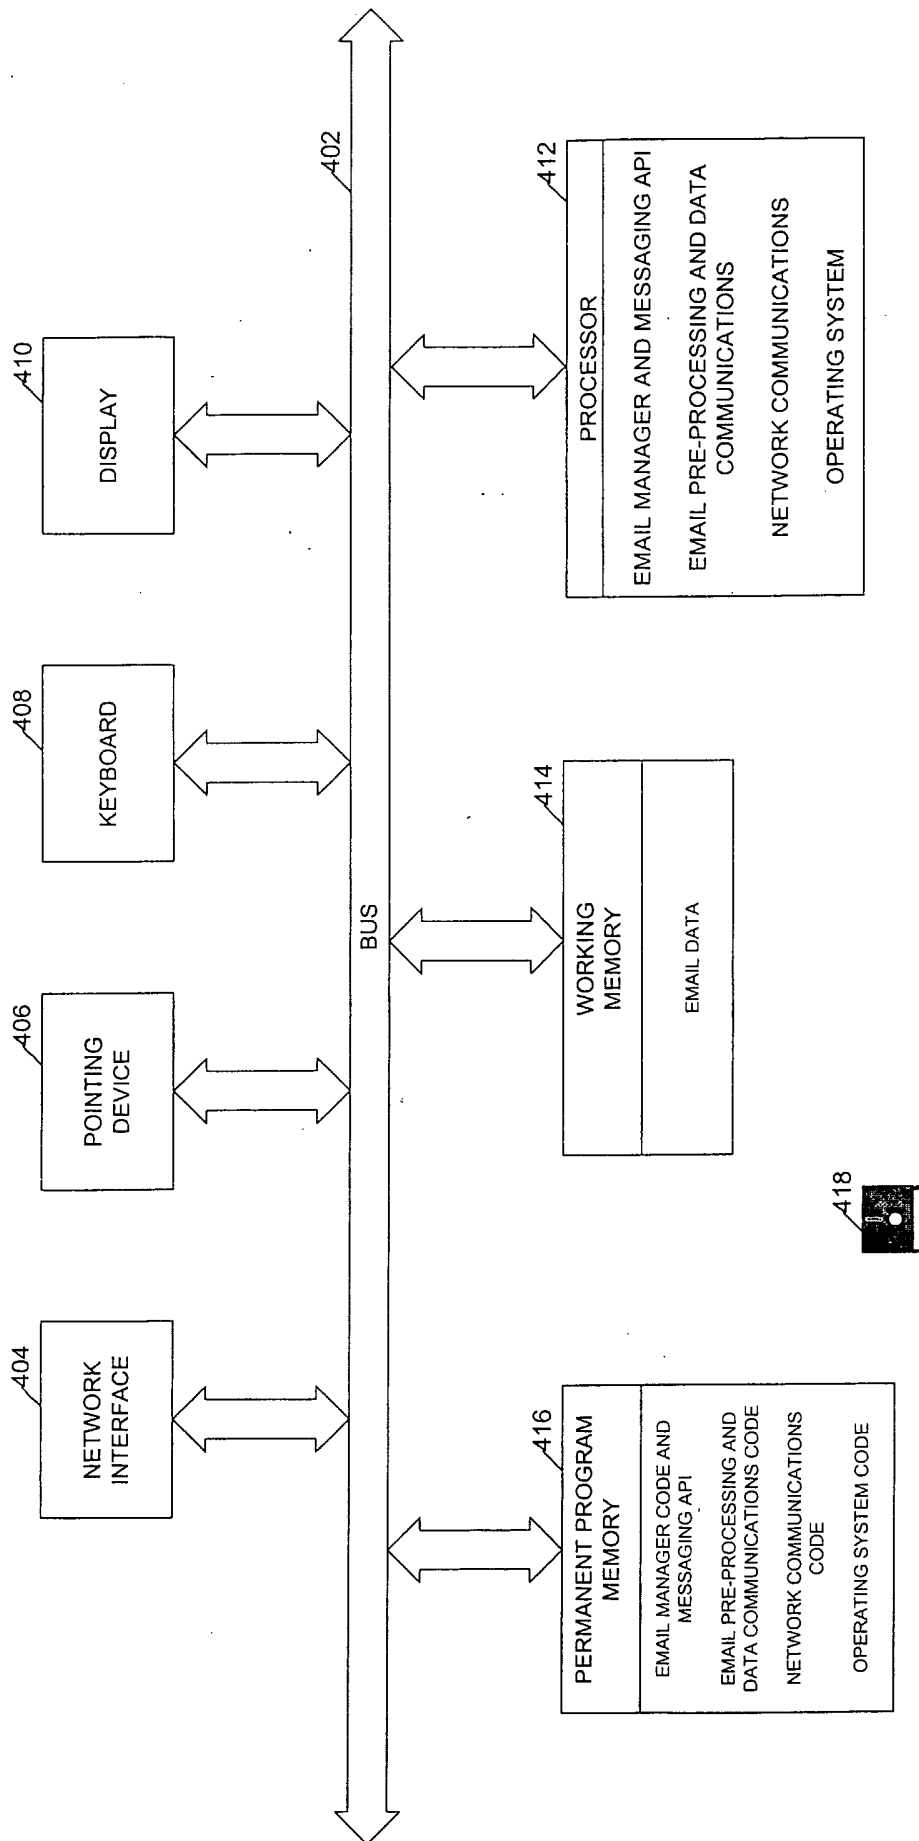 404
NETWORK
INTERFACE
406
POINTING
DEVICE
408
KEYBOARD
410
DISPLAY
BUS
402
416
PERMANENT PROGRAM
MEMORY
EMAIL MANAGER CODE AND
MESSAGING API
EMAIL PRE-PROCESSING AND
DATA COMMUNICATIONS CODE
NETWORK COMMUNICATIONS
CODE
OPERATING SYSTEM CODE
418
414
WORKING
MEMORY
EMAIL DATA
412
PROCESSOR
EMAIL MANAGER AND MESSAGING API
EMAIL PRE-PROCESSING AND DATA
COMMUNICATIONS
NETWORK COMMUNICATIONS
OPERATING SYSTEM